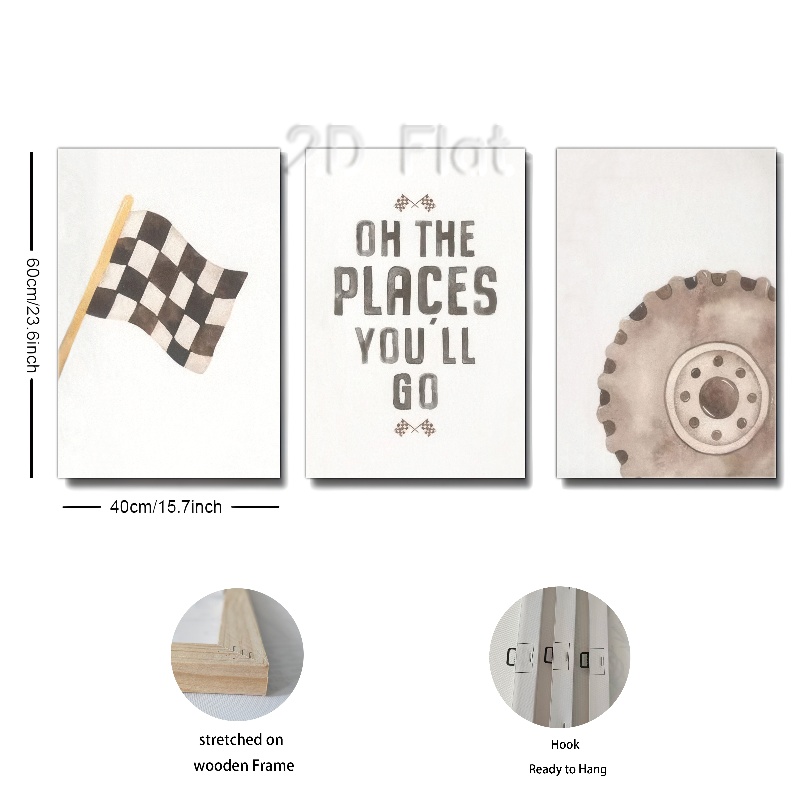 2D Flat
OH THE
PLACES
YOU'LL
GO
60cm/23.6inch
40cm/15.7inch
stretched on
wooden Frame
Hook
Ready to Hang